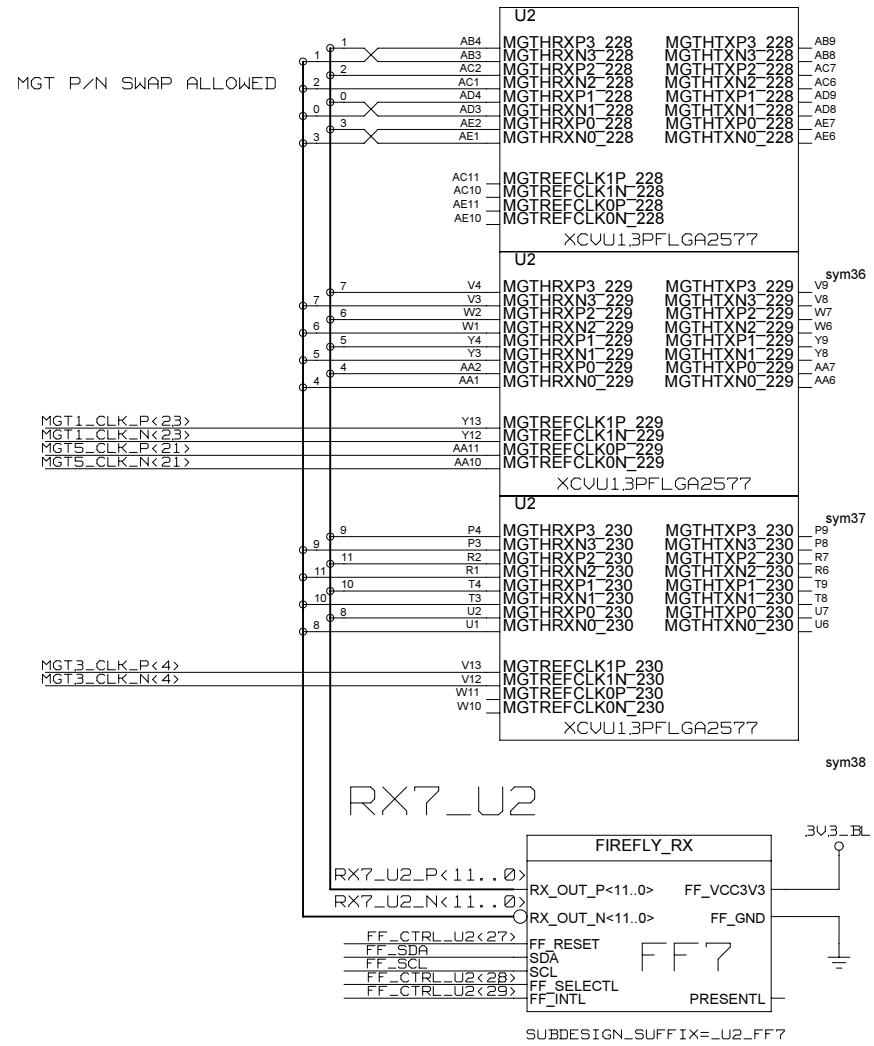 U2
1 AB4 MGTHRXP3_228 MGTHTXP3_228 AB9
1 AB3 MGTHRXN3_228 MGTHTXN3_228 AB8
2 AC2 MGTHRXP2_228 MGTHTXP2_228 AC7
MGT P/N SWAP ALLOWED 2 AC1 MGTHRXN2_228 MGTHTXN2_228 AC6
0 AD4 MGTHRXP1_228 MGTHTXP1_228 AD9
0 AD3 MGTHRXN1_228 MGTHTXN1_228 AD8
3 AE2 MGTHRXP0_228 MGTHTXP0_228 AE7
3 AE1 MGTHRXN0_228 MGTHTXN0_228 AE6
AC11 MGTREFCLK1P_228
AC10 MGTREFCLK1N_228
AE11 MGTREFCLK0P_228
AE10 MGTREFCLK0N_228
XCVU13PFLGA2577
U2
sym36
7 V4 MGTHRXP3_229 MGTHTXP3_229 V9
7 V3 MGTHRXN3_229 MGTHTXN3_229 V8
6 W2 MGTHRXP2_229 MGTHTXP2_229 W7
6 W1 MGTHRXN2_229 MGTHTXN2_229 W6
5 Y4 MGTHRXP1_229 MGTHTXP1_229 Y9
5 Y3 MGTHRXN1_229 MGTHTXN1_229 Y8
4 AA2 MGTHRXP0_229 MGTHTXP0_229 AA7
4 AA1 MGTHRXN0_229 MGTHTXN0_229 AA6
MGT1_CLK_P<23> Y13 MGTREFCLK1P_229
MGT1_CLK_N<23> Y12 MGTREFCLK1N_229
MGT5_CLK_P<21> AA11 MGTREFCLK0P_229
MGT5_CLK_N<21> AA10 MGTREFCLK0N_229
XCVU13PFLGA2577
U2
sym37
9 P4 MGTHRXP3_230 MGTHTXP3_230 P9
9 P3 MGTHRXN3_230 MGTHTXN3_230 P8
11 R2 MGTHRXP2_230 MGTHTXP2_230 R7
11 R1 MGTHRXN2_230 MGTHTXN2_230 R6
10 T4 MGTHRXP1_230 MGTHTXP1_230 T9
10 T3 MGTHRXN1_230 MGTHTXN1_230 T8
8 U2 MGTHRXP0_230 MGTHTXP0_230 U7
8 U1 MGTHRXN0_230 MGTHTXN0_230 U6
MGT3_CLK_P<4> V13 MGTREFCLK1P_230
MGT3_CLK_N<4> V12 MGTREFCLK1N_230
W11 MGTREFCLK0P_230
W10 MGTREFCLK0N_230
XCVU13PFLGA2577
sym38
RX7_U2
3V3_BL
FIREFLY_RX
RX7_U2_P<11..0> RX_OUT_P<11..0> FF_VCC3V3
RX7_U2_N<11..0> RX_OUT_N<11..0> FF_GND
FF_CTRL_U2<27> FF_RESET
FF_SDA SDA
FF_SCL SCL
FF_CTRL_U2<28> FF_SELECTL
FF_CTRL_U2<29> FF_INTL
FF7
PRESENTL
SUBDESIGN_SUFFIX=_U2_FF7